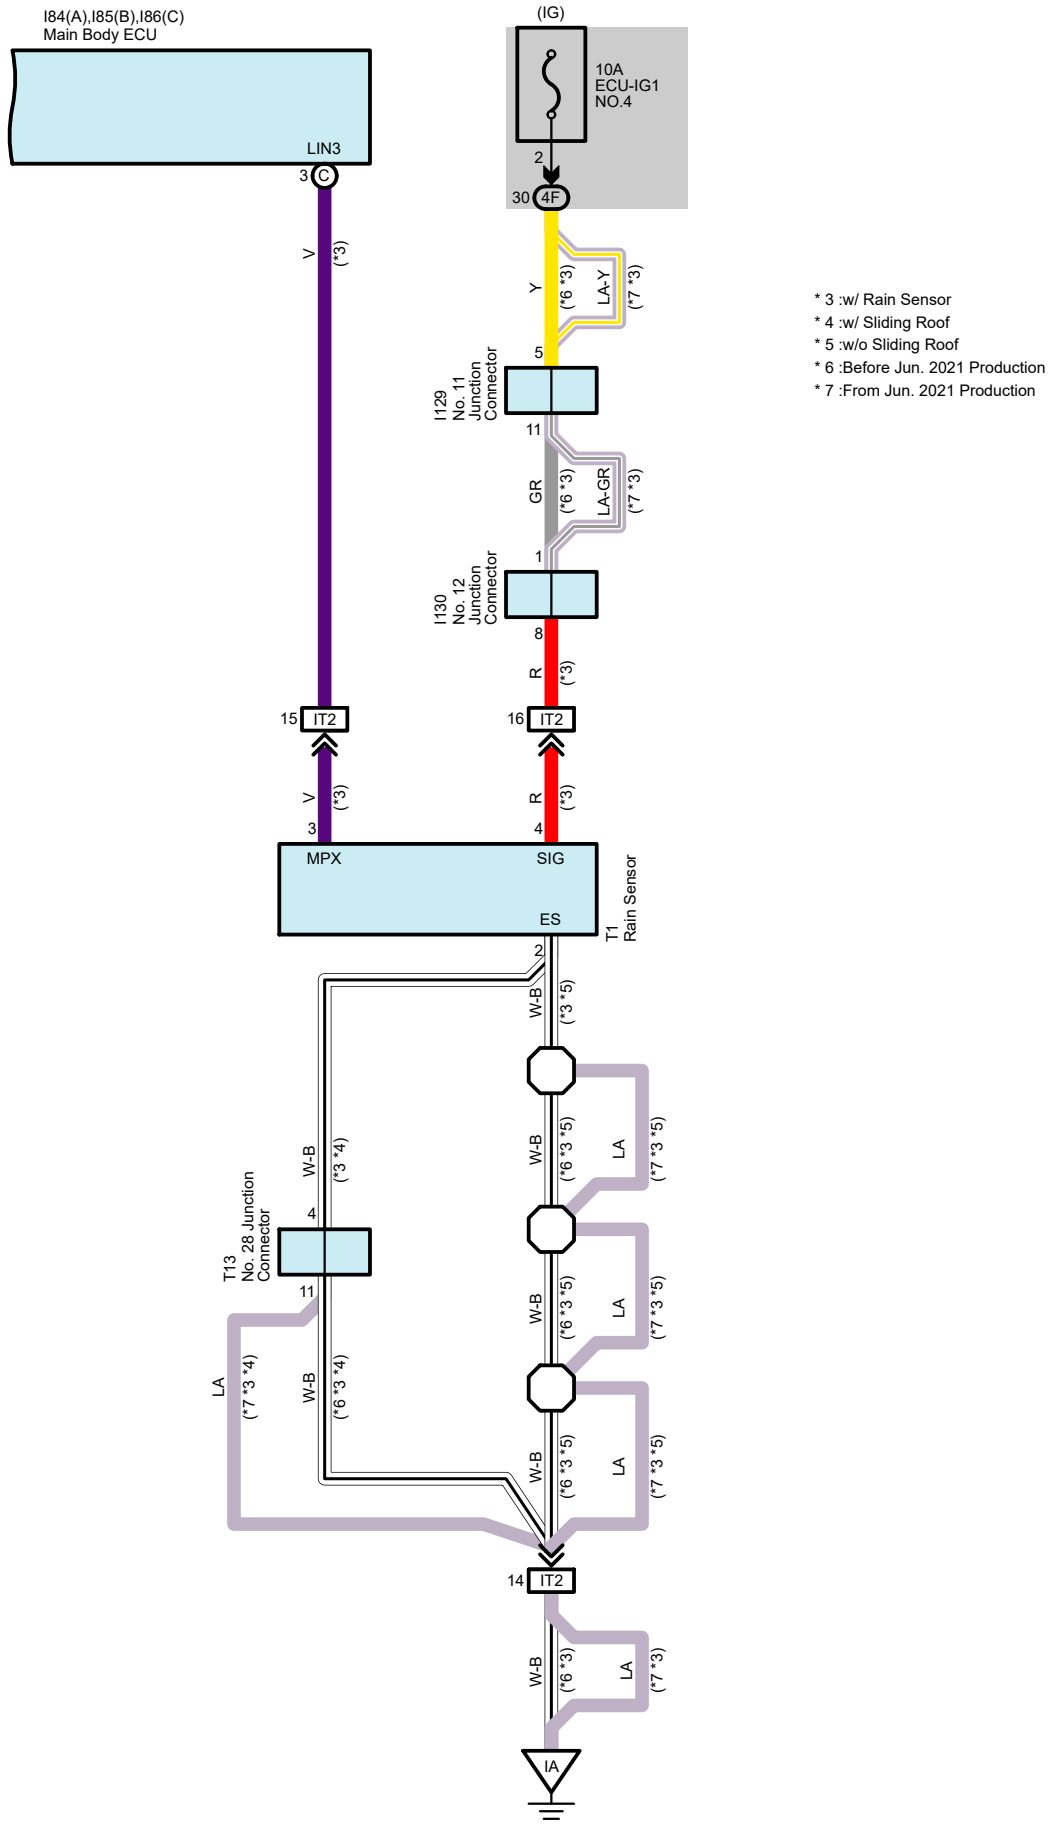 I84(A),I85(B),I86(C)
Main Body ECU
LIN3
3
C
(IG)
10A
ECU-IG1
NO.4
2
30
4F
V
(*3)
Y
(*6 *3)
LA-Y
(*7 *3)
* 3 :w/ Rain Sensor
* 4 :w/ Sliding Roof
* 5 :w/o Sliding Roof
* 6 :Before Jun. 2021 Production
* 7 :From Jun. 2021 Production
5
I129
No. 11
Junction
Connector
11
GR
(*6 *3)
LA-GR
(*7 *3)
1
I130
No. 12
Junction
Connector
8
R
(*3)
15
IT2
16
IT2
V
(*3)
R
(*3)
3
4
MPX
SIG
ES
T1
Rain Sensor
2
W-B
(*3 *5)
W-B
(*3 *4)
W-B
(*6 *3 *5)
LA
(*7 *3 *5)
4
T13
No. 28 Junction
Connector
11
W-B
(*6 *3 *5)
LA
(*7 *3 *5)
LA
(*7 *3 *4)
W-B
(*6 *3 *4)
W-B
(*6 *3 *5)
LA
(*7 *3 *5)
14
IT2
W-B
(*6 *3)
LA
(*7 *3)
IA